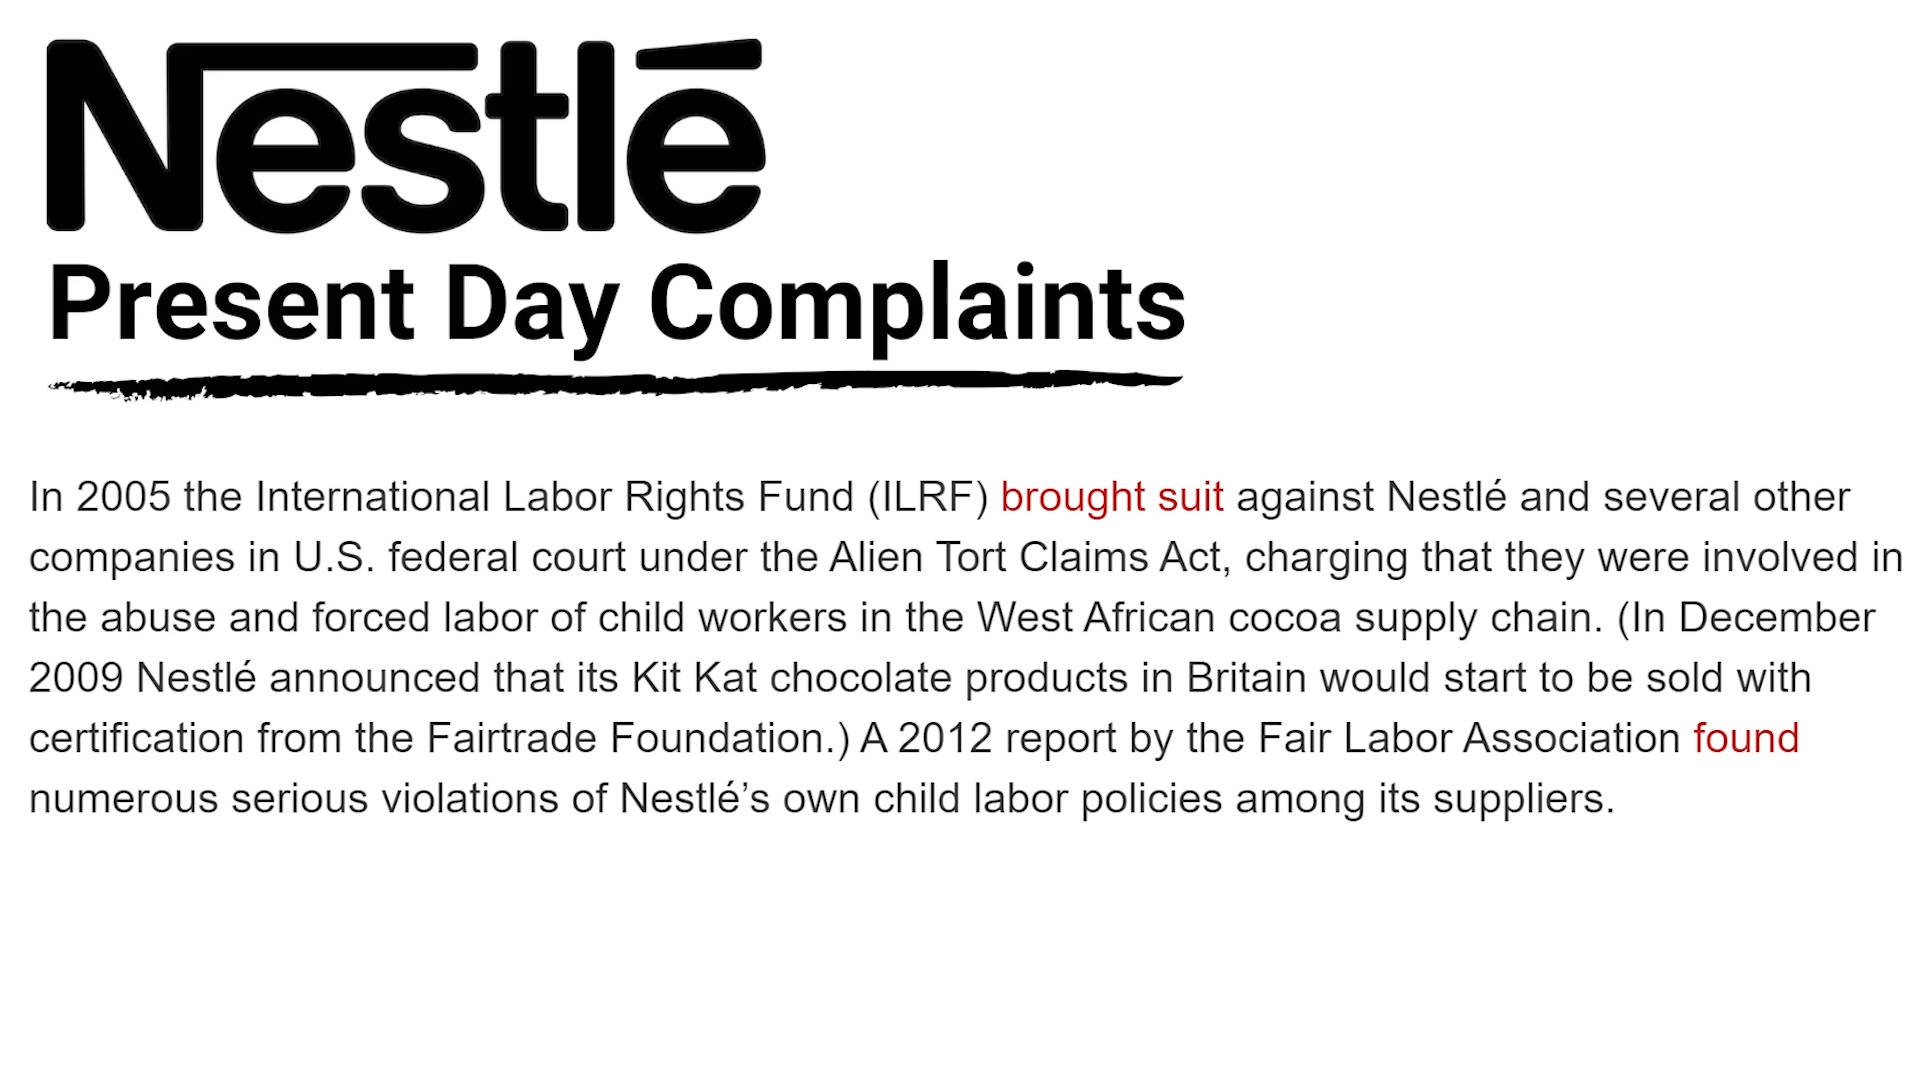 Nestlé
Present Day Complaints
In 2005 the International Labor Rights Fund (ILRF) brought suit against Nestlé and several other
companies in U.S. federal court under the Alien Tort Claims Act, charging that they were involved in
the abuse and forced labor of child workers in the West African cocoa supply chain. (In December
2009 Nestlé announced that its Kit Kat chocolate products in Britain would start to be sold with
certification from the Fairtrade Foundation.) A 2012 report by the Fair Labor Association found
numerous serious violations of Nestlé’s own child labor policies among its suppliers.